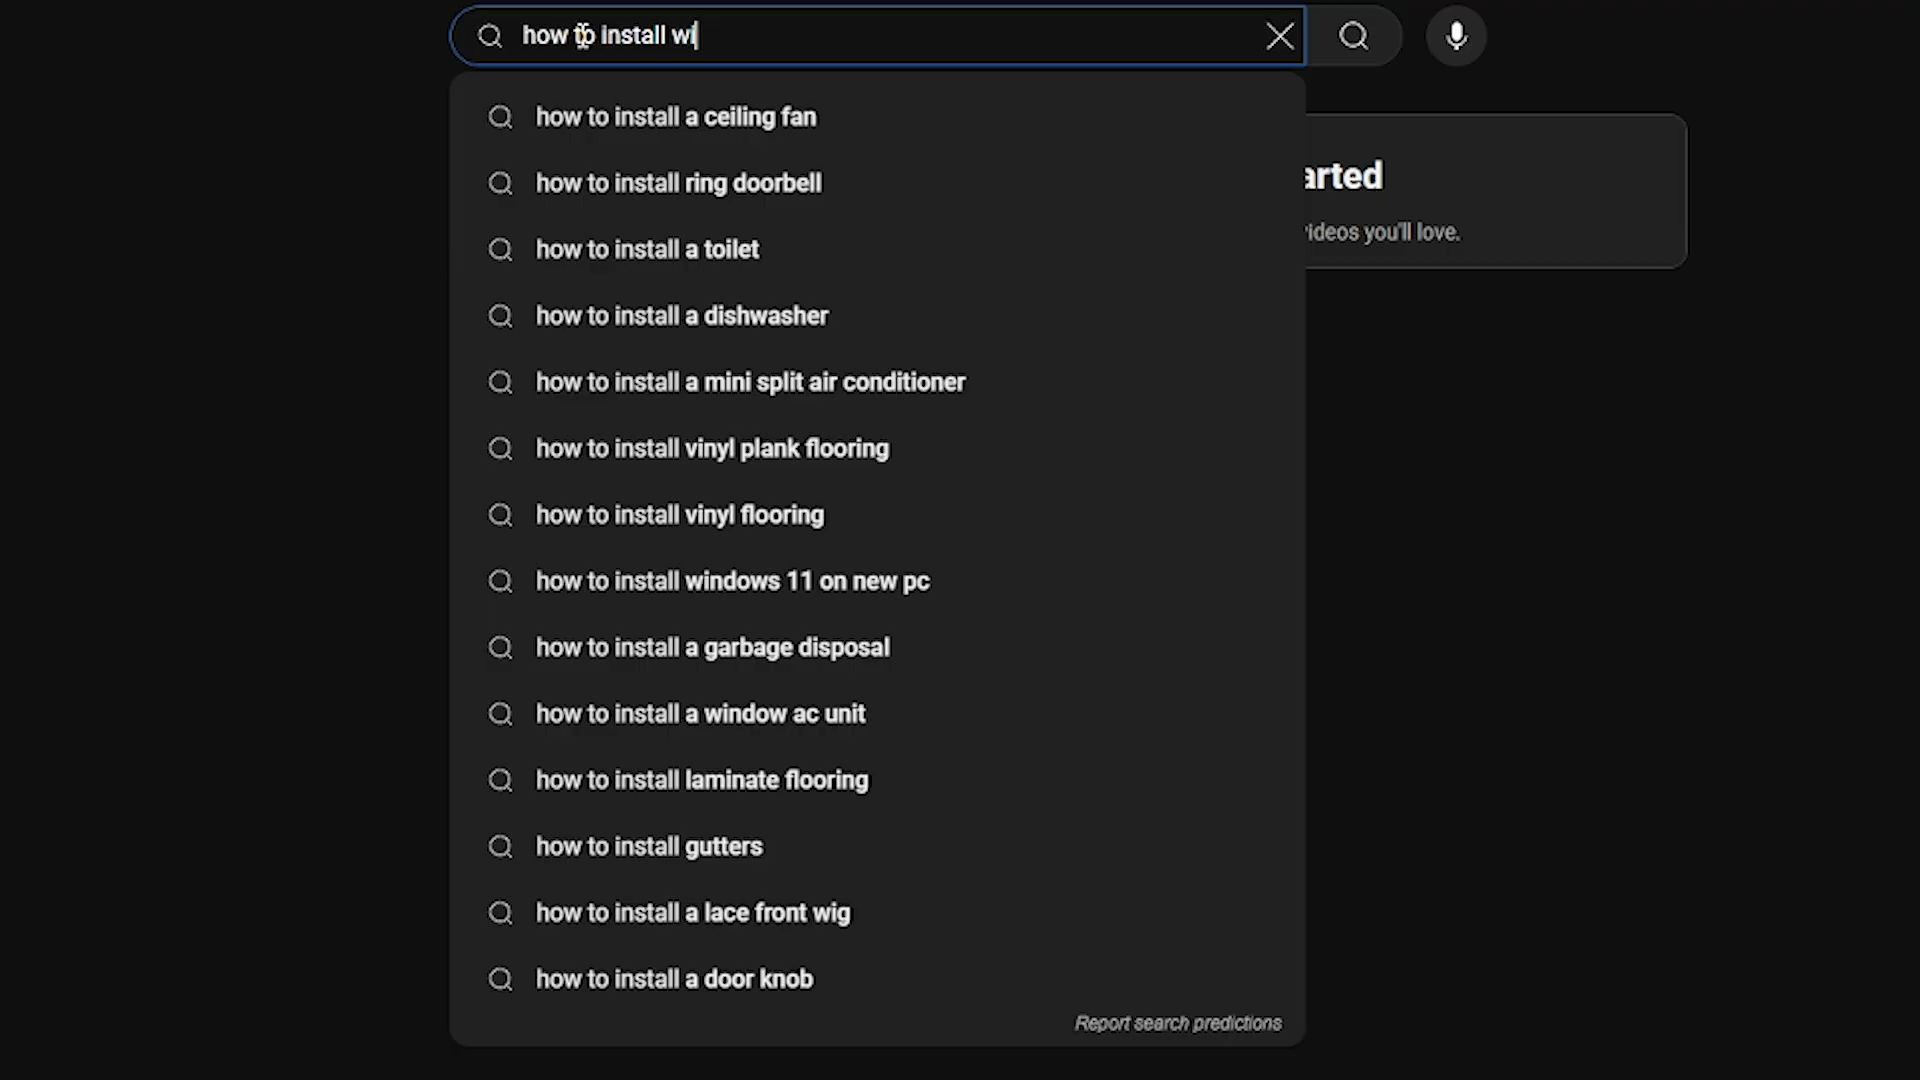 how to install wi
how to install a ceiling fan
how to install ring doorbell
how to install a toilet
how to install a dishwasher
how to install a mini split air conditioner
how to install vinyl plank flooring
how to install vinyl flooring
how to install windows 11 on new pc
how to install a garbage disposal
how to install a window ac unit
how to install laminate flooring
how to install gutters
how to install a lace front wig
how to install a door knob
Report search predictions
arted
videos you'll love.